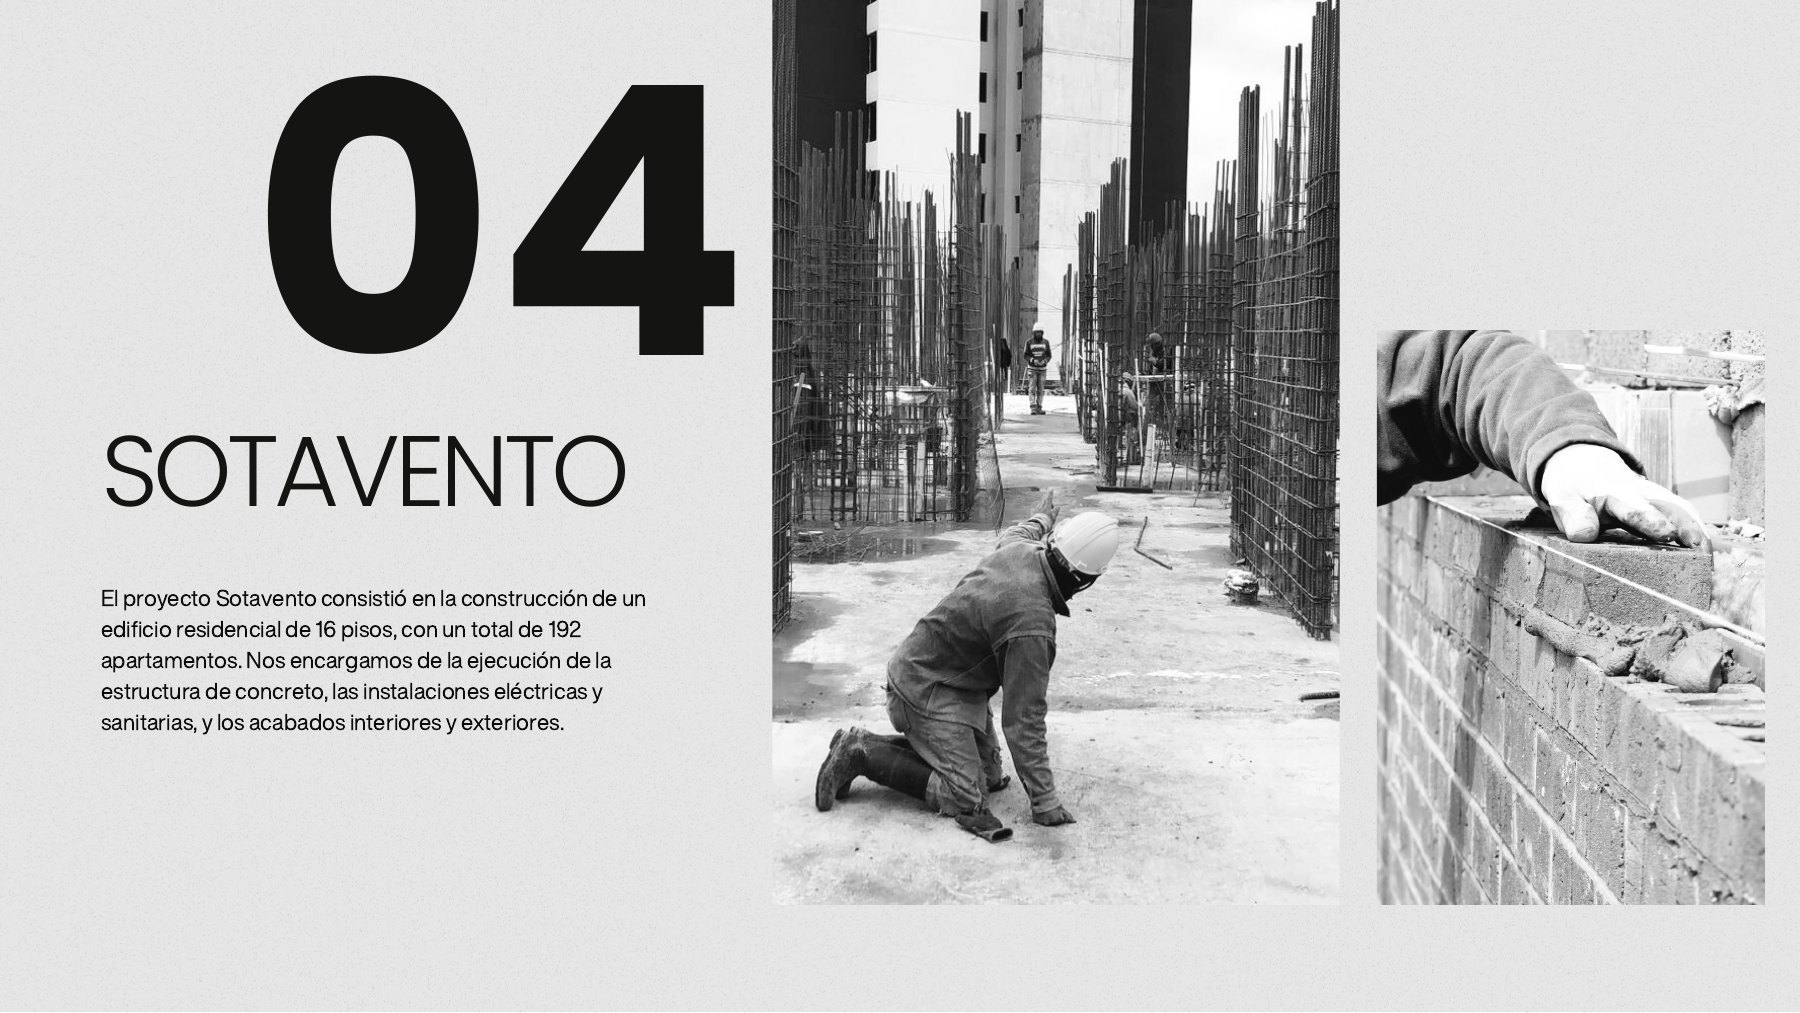 04
SOTAVENTO
El proyecto Sotavento consistió en la construcción de un
edificio residencial de 16 pisos, con un total de 192
apartamentos. Nos encargamos de la ejecución de la
estructura de concreto, las instalaciones eléctricas y
sanitarias, y los acabados interiores y exteriores.